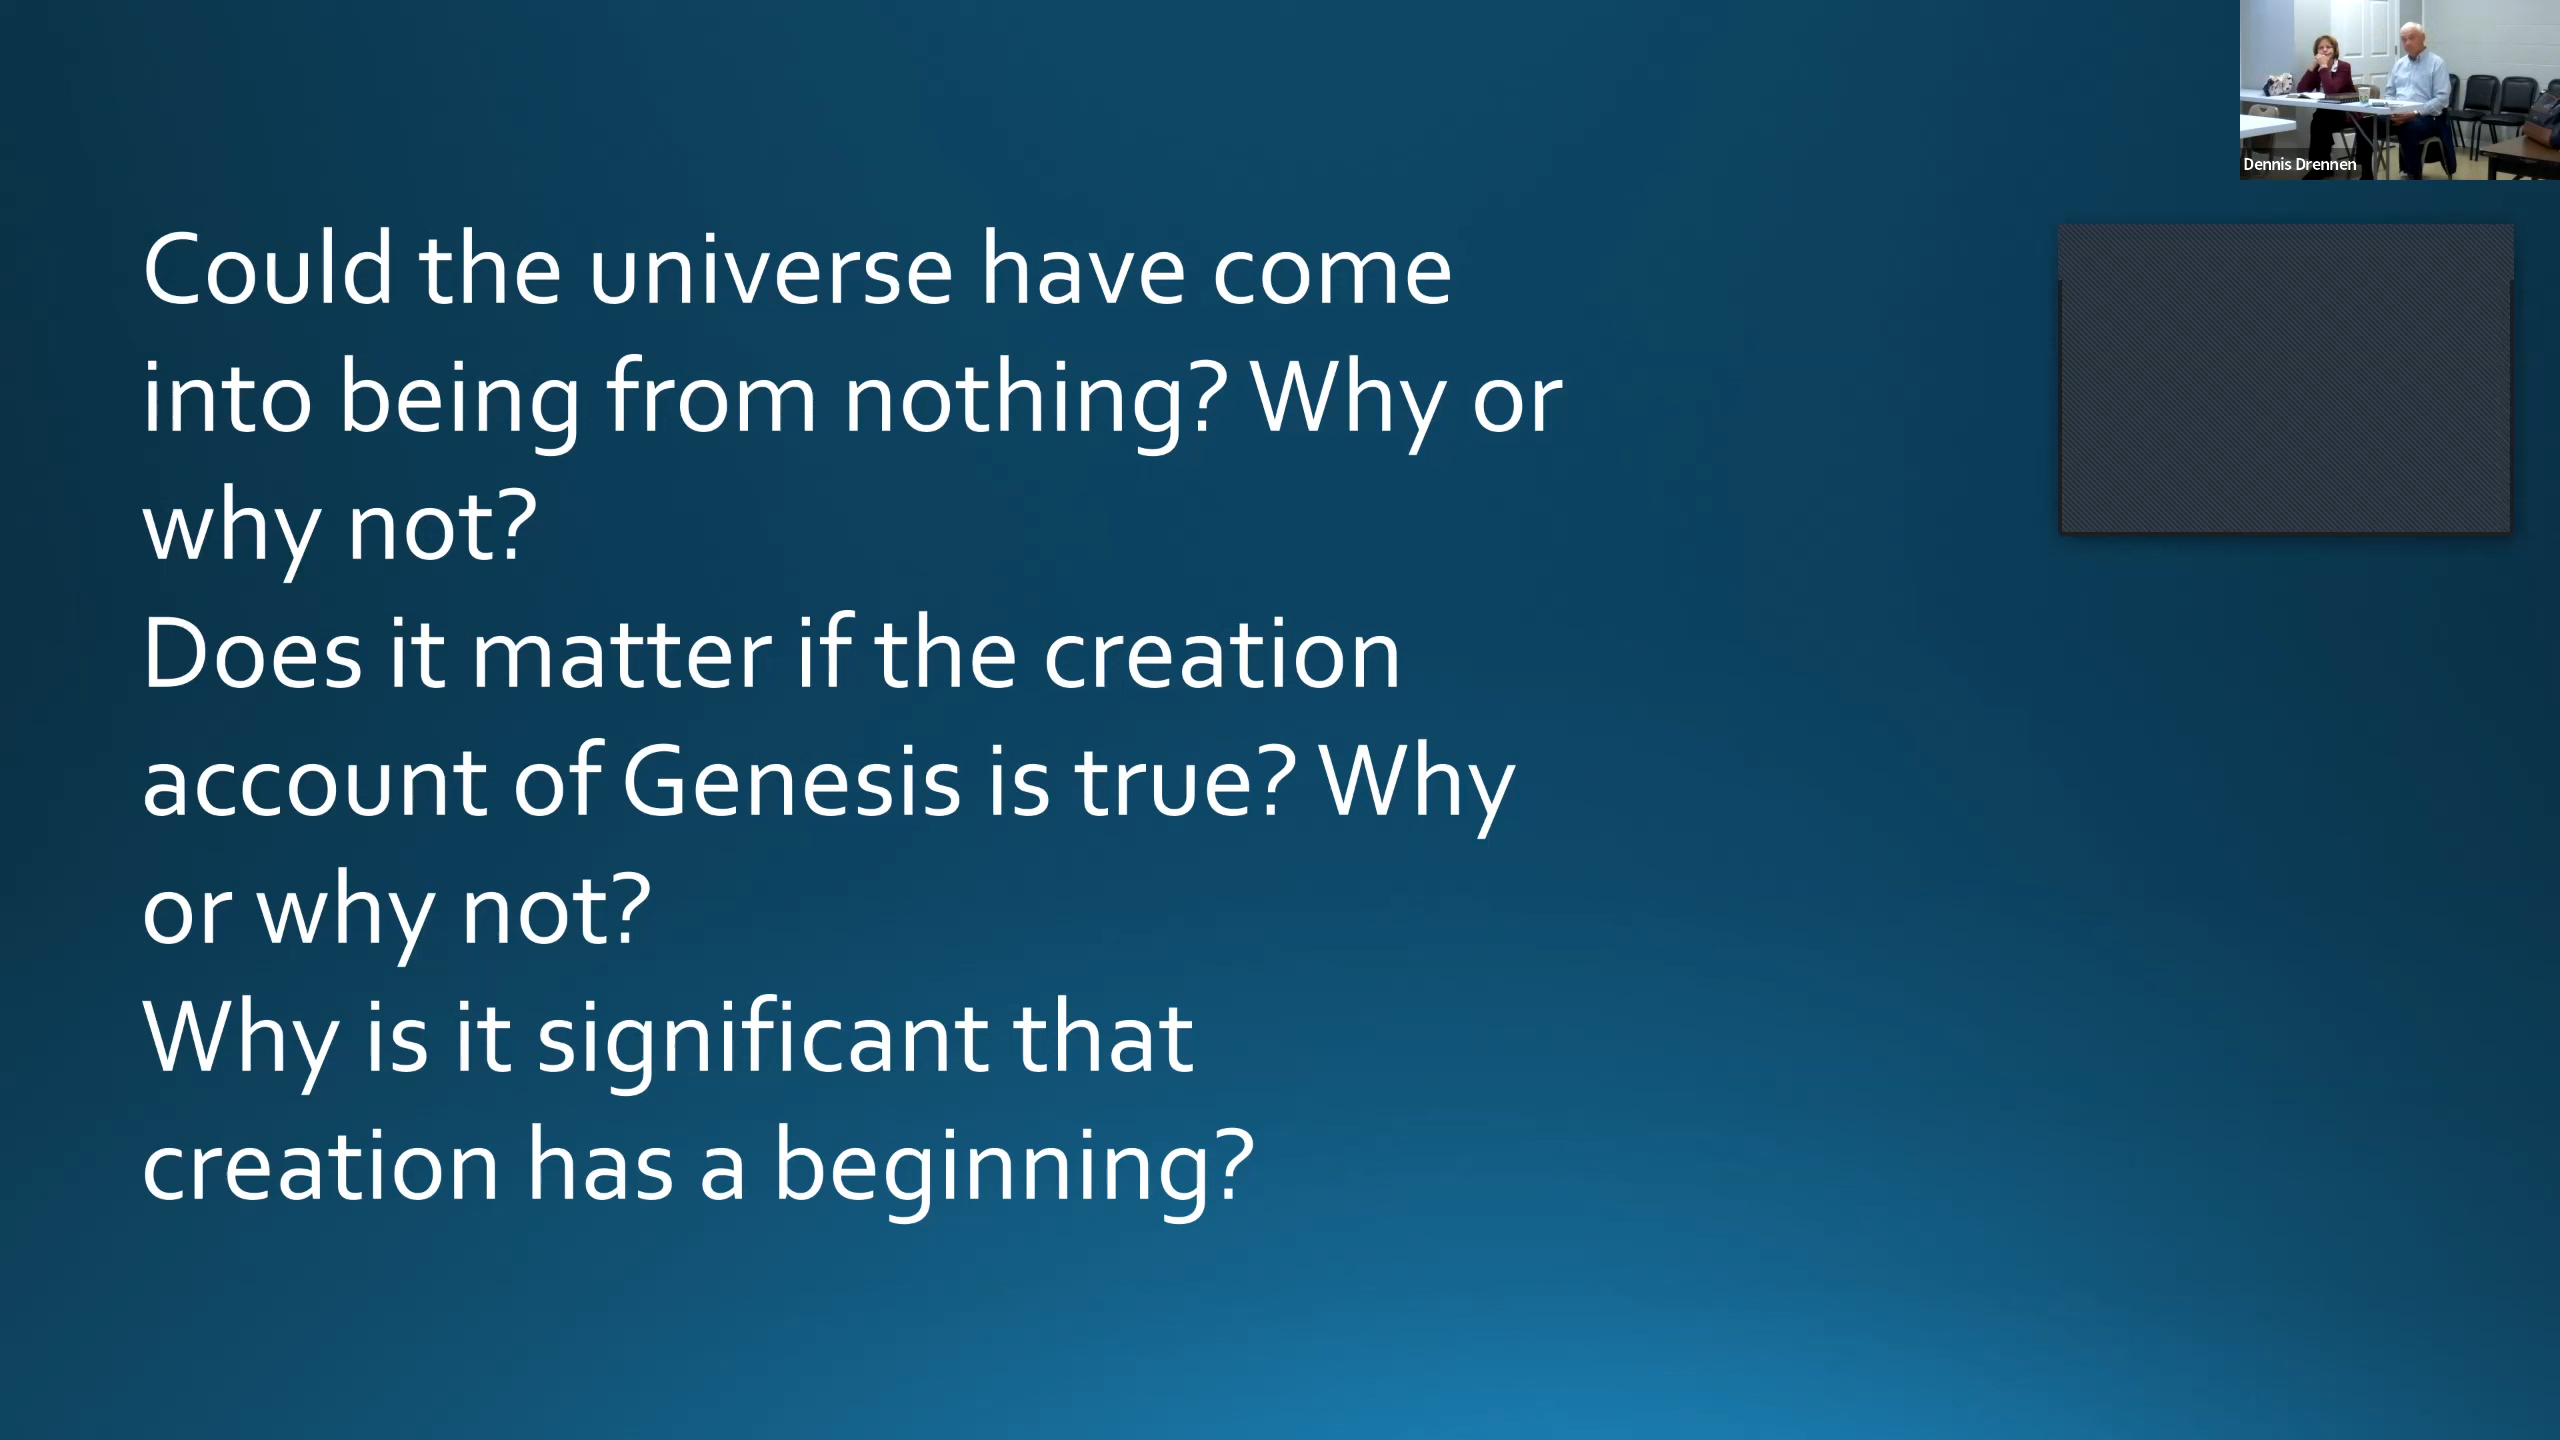 Could the universe have come
into being from nothing? Why or
why not?
Does it matter if the creation
account of Genesis is true? Why
or why not?
Why is it significant that
creation has a beginning?
Dennis Drennen